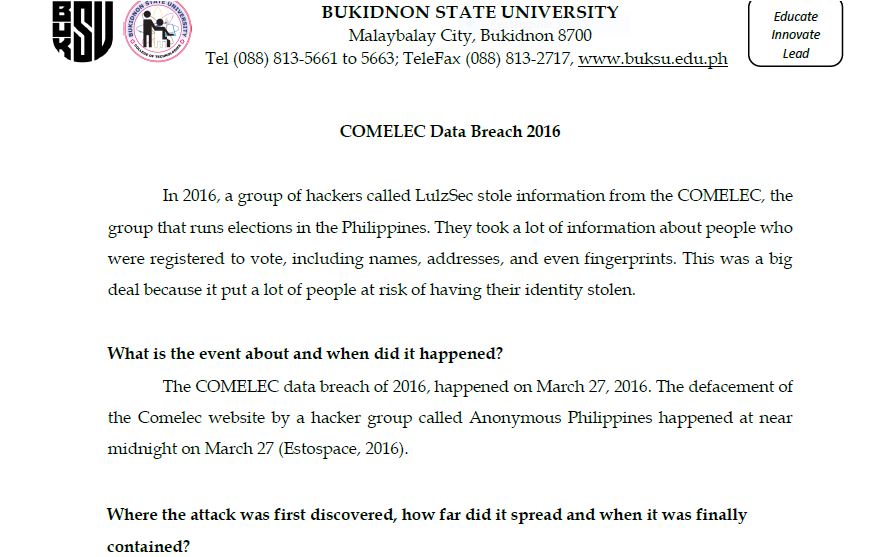 BUKSU
BUKIDNON STATE UNIVERSITY
COLLEGE OF TECHNOLOGIES
BUKIDNON STATE UNIVERSITY
Malaybalay City, Bukidnon 8700
Tel (088) 813-5661 to 5663; TeleFax (088) 813-2717, www.buksu.edu.ph
Educate
Innovate
Lead
COMELEC Data Breach 2016
In 2016, a group of hackers called LulzSec stole information from the COMELEC, the
group that runs elections in the Philippines. They took a lot of information about people who
were registered to vote, including names, addresses, and even fingerprints. This was a big
deal because it put a lot of people at risk of having their identity stolen.
What is the event about and when did it happened?
The COMELEC data breach of 2016, happened on March 27, 2016. The defacement of
the Comelec website by a hacker group called Anonymous Philippines happened at near
midnight on March 27 (Estospace, 2016).
Where the attack was first discovered, how far did it spread and when it was finally
contained?